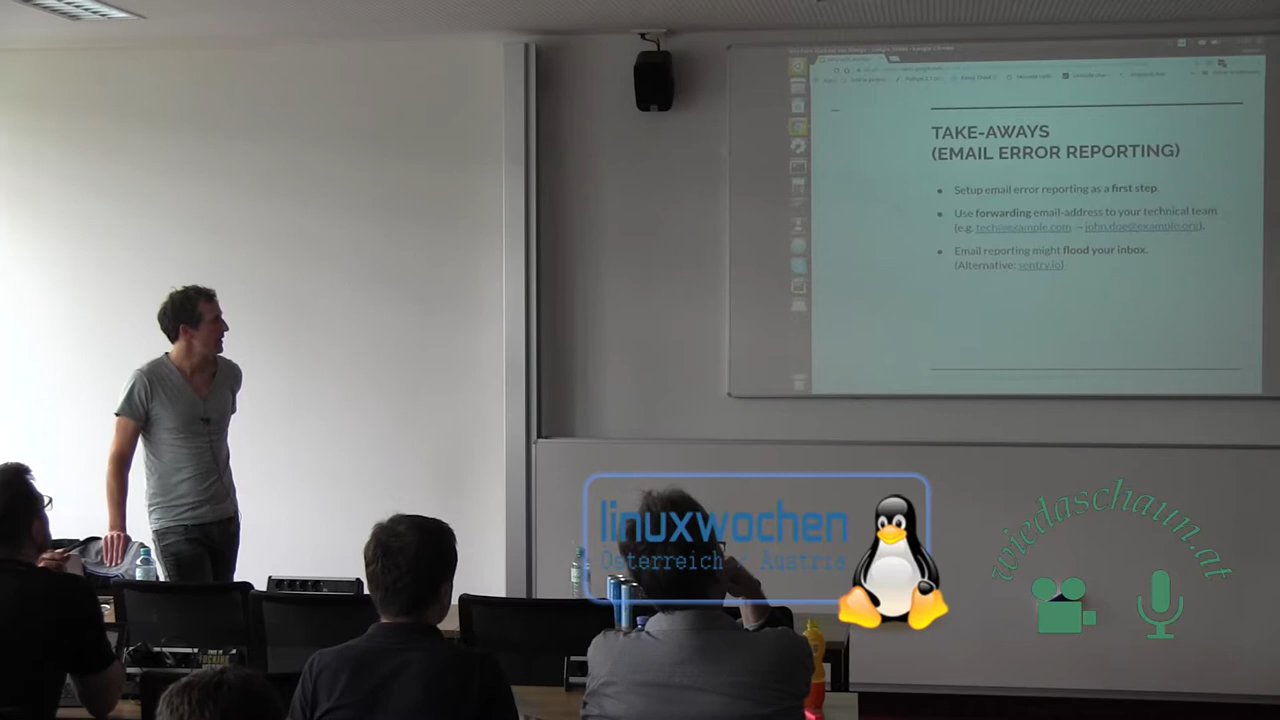 TAKE-AWAYS
(EMAIL ERROR REPORTING)
● Setup email error reporting as a first step.
● Use forwarding email-address to your technical team
(e.g. tech@example.com → john.doe@example.org).
● Email reporting might flood your inbox.
(Alternative: sentry.io)
linuxwochen
Österreich * Austria
wiedaschaun.at